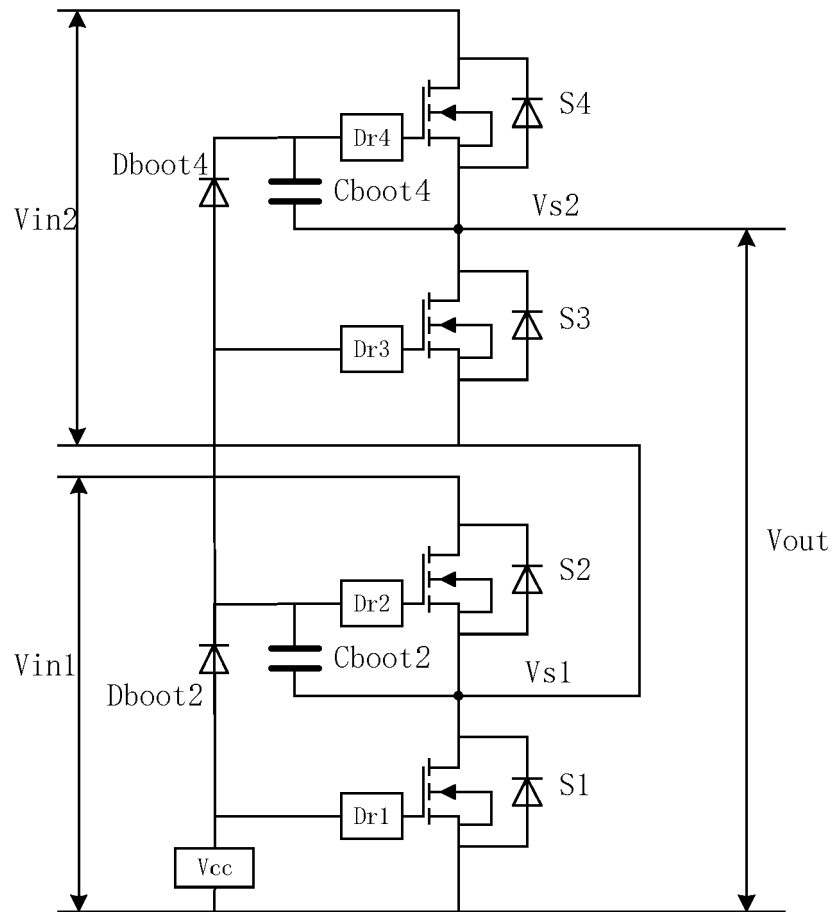 S4
Dr4
Dboot4
Cboot4
Vs2
Vin2
S3
Dr3
Vout
S2
Dr2
Cboot2
Vin1
Vs1
Dboot2
S1
Dr1
Vcc